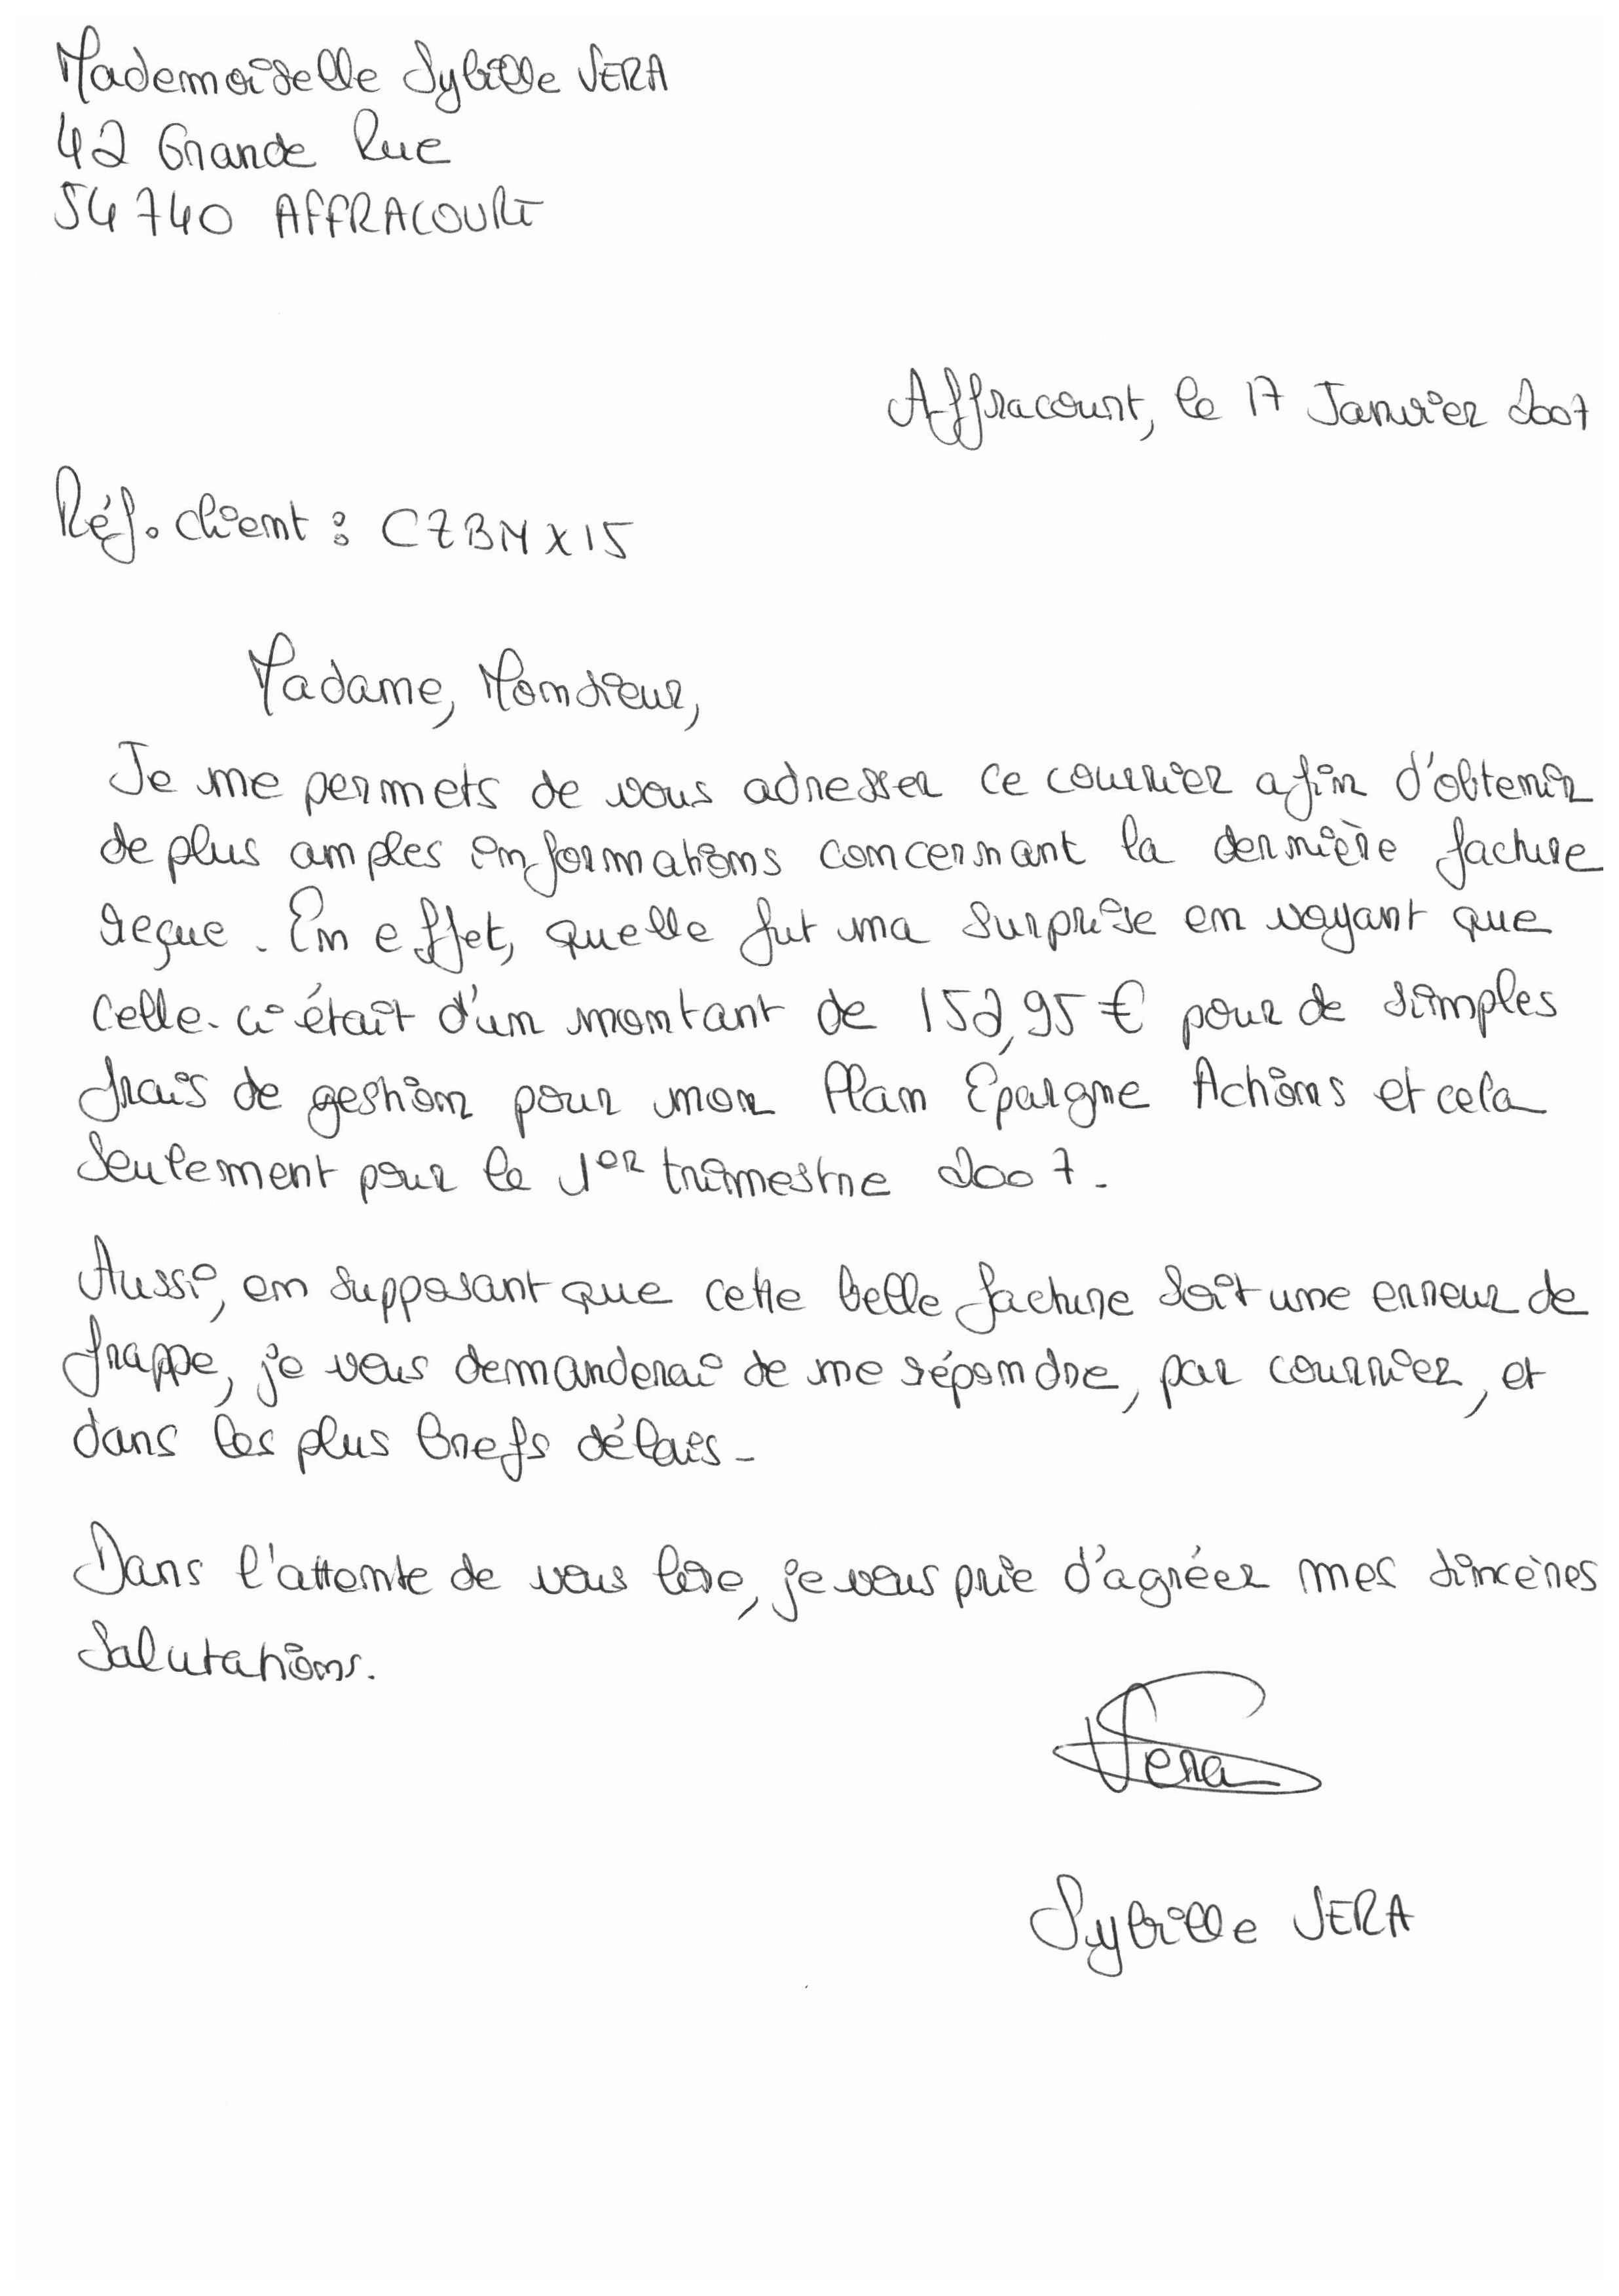 Mademoiselle Sybille VERA
42 Grande Rue
54740 AFFRACOURT
Affracourt, le 17 Janvier 2007
Réf. client : CZBMX15
Madame, Monsieur,
Je me permets de vous adresser ce courrier afin d'obtenir
de plus amples informations concernant la dernière facture
reçue. En effet, quelle fut ma surprise en voyant que
celle-ci était d'un montant de 152,95 € pour de simples
frais de gestion pour mon Plan Epargne Actions et cela
seulement pour le 1er trimestre 2007.
Aussi, en supposant que cette belle facture soit une erreur de
frappe, je vous demanderai de me répondre, par courrier, et
dans les plus brefs délais.
Dans l'attente de vous lire, je vous prie d'agréer mes sincères
salutations.
Vera
Sybille VERA